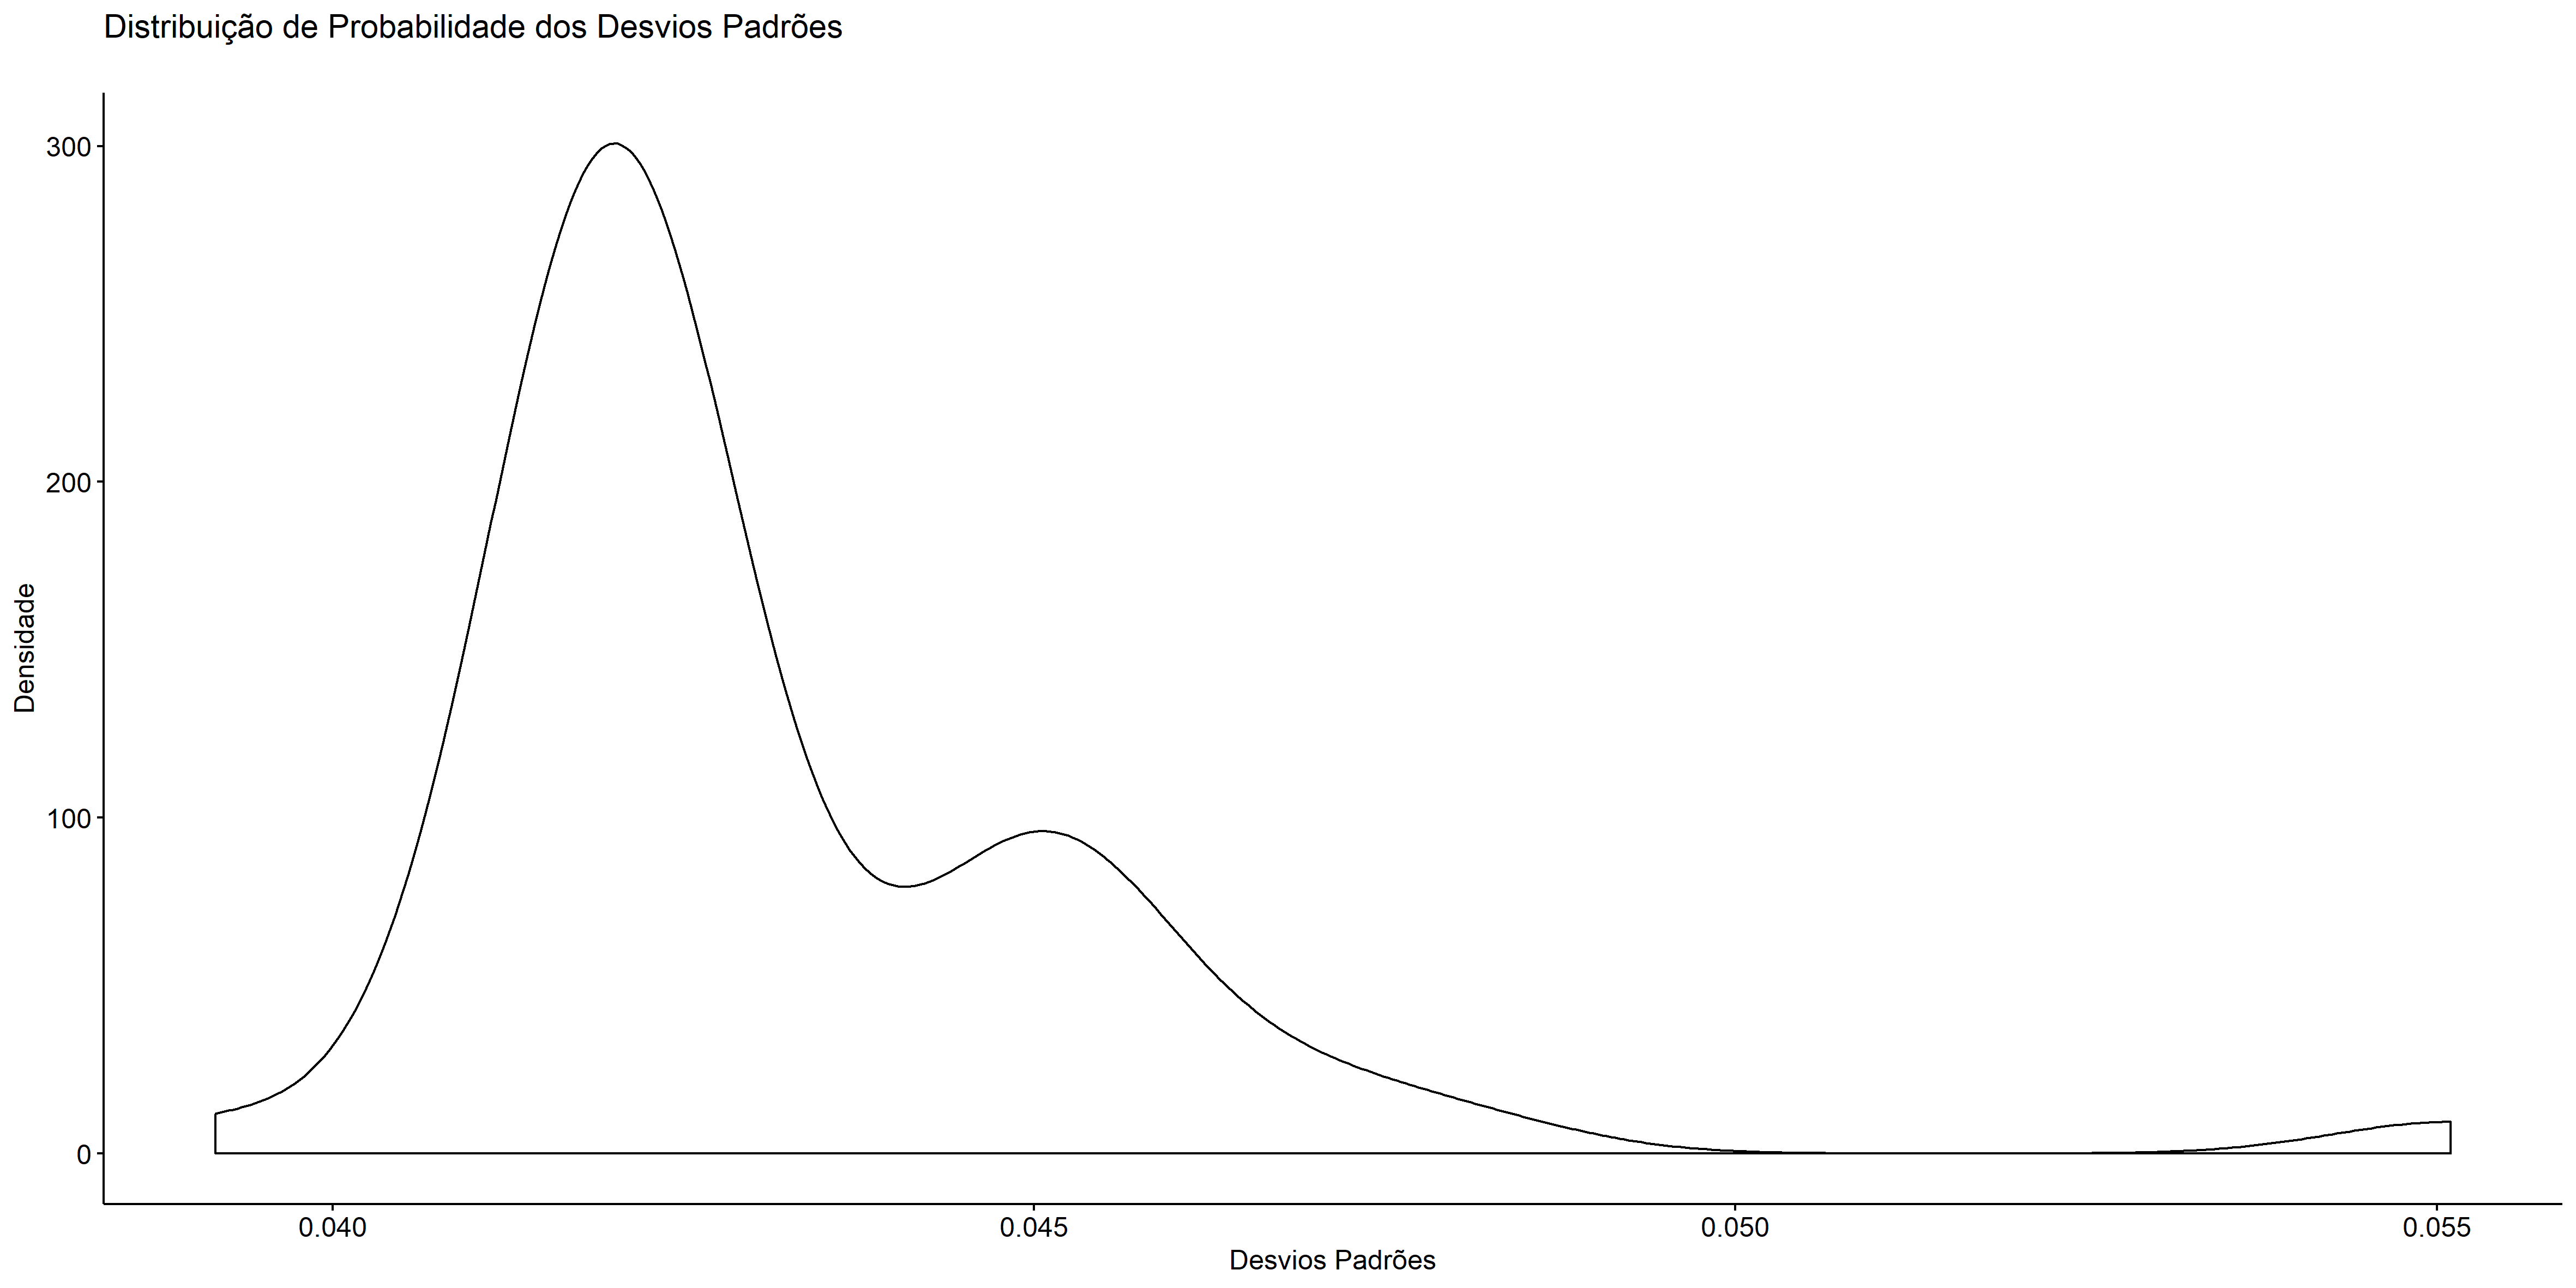 Distribuição de Probabilidade dos Desvios Padrões
300
200
100
0
Densidade
0.040 0.045 0.050 0.055
Desvios Padrões